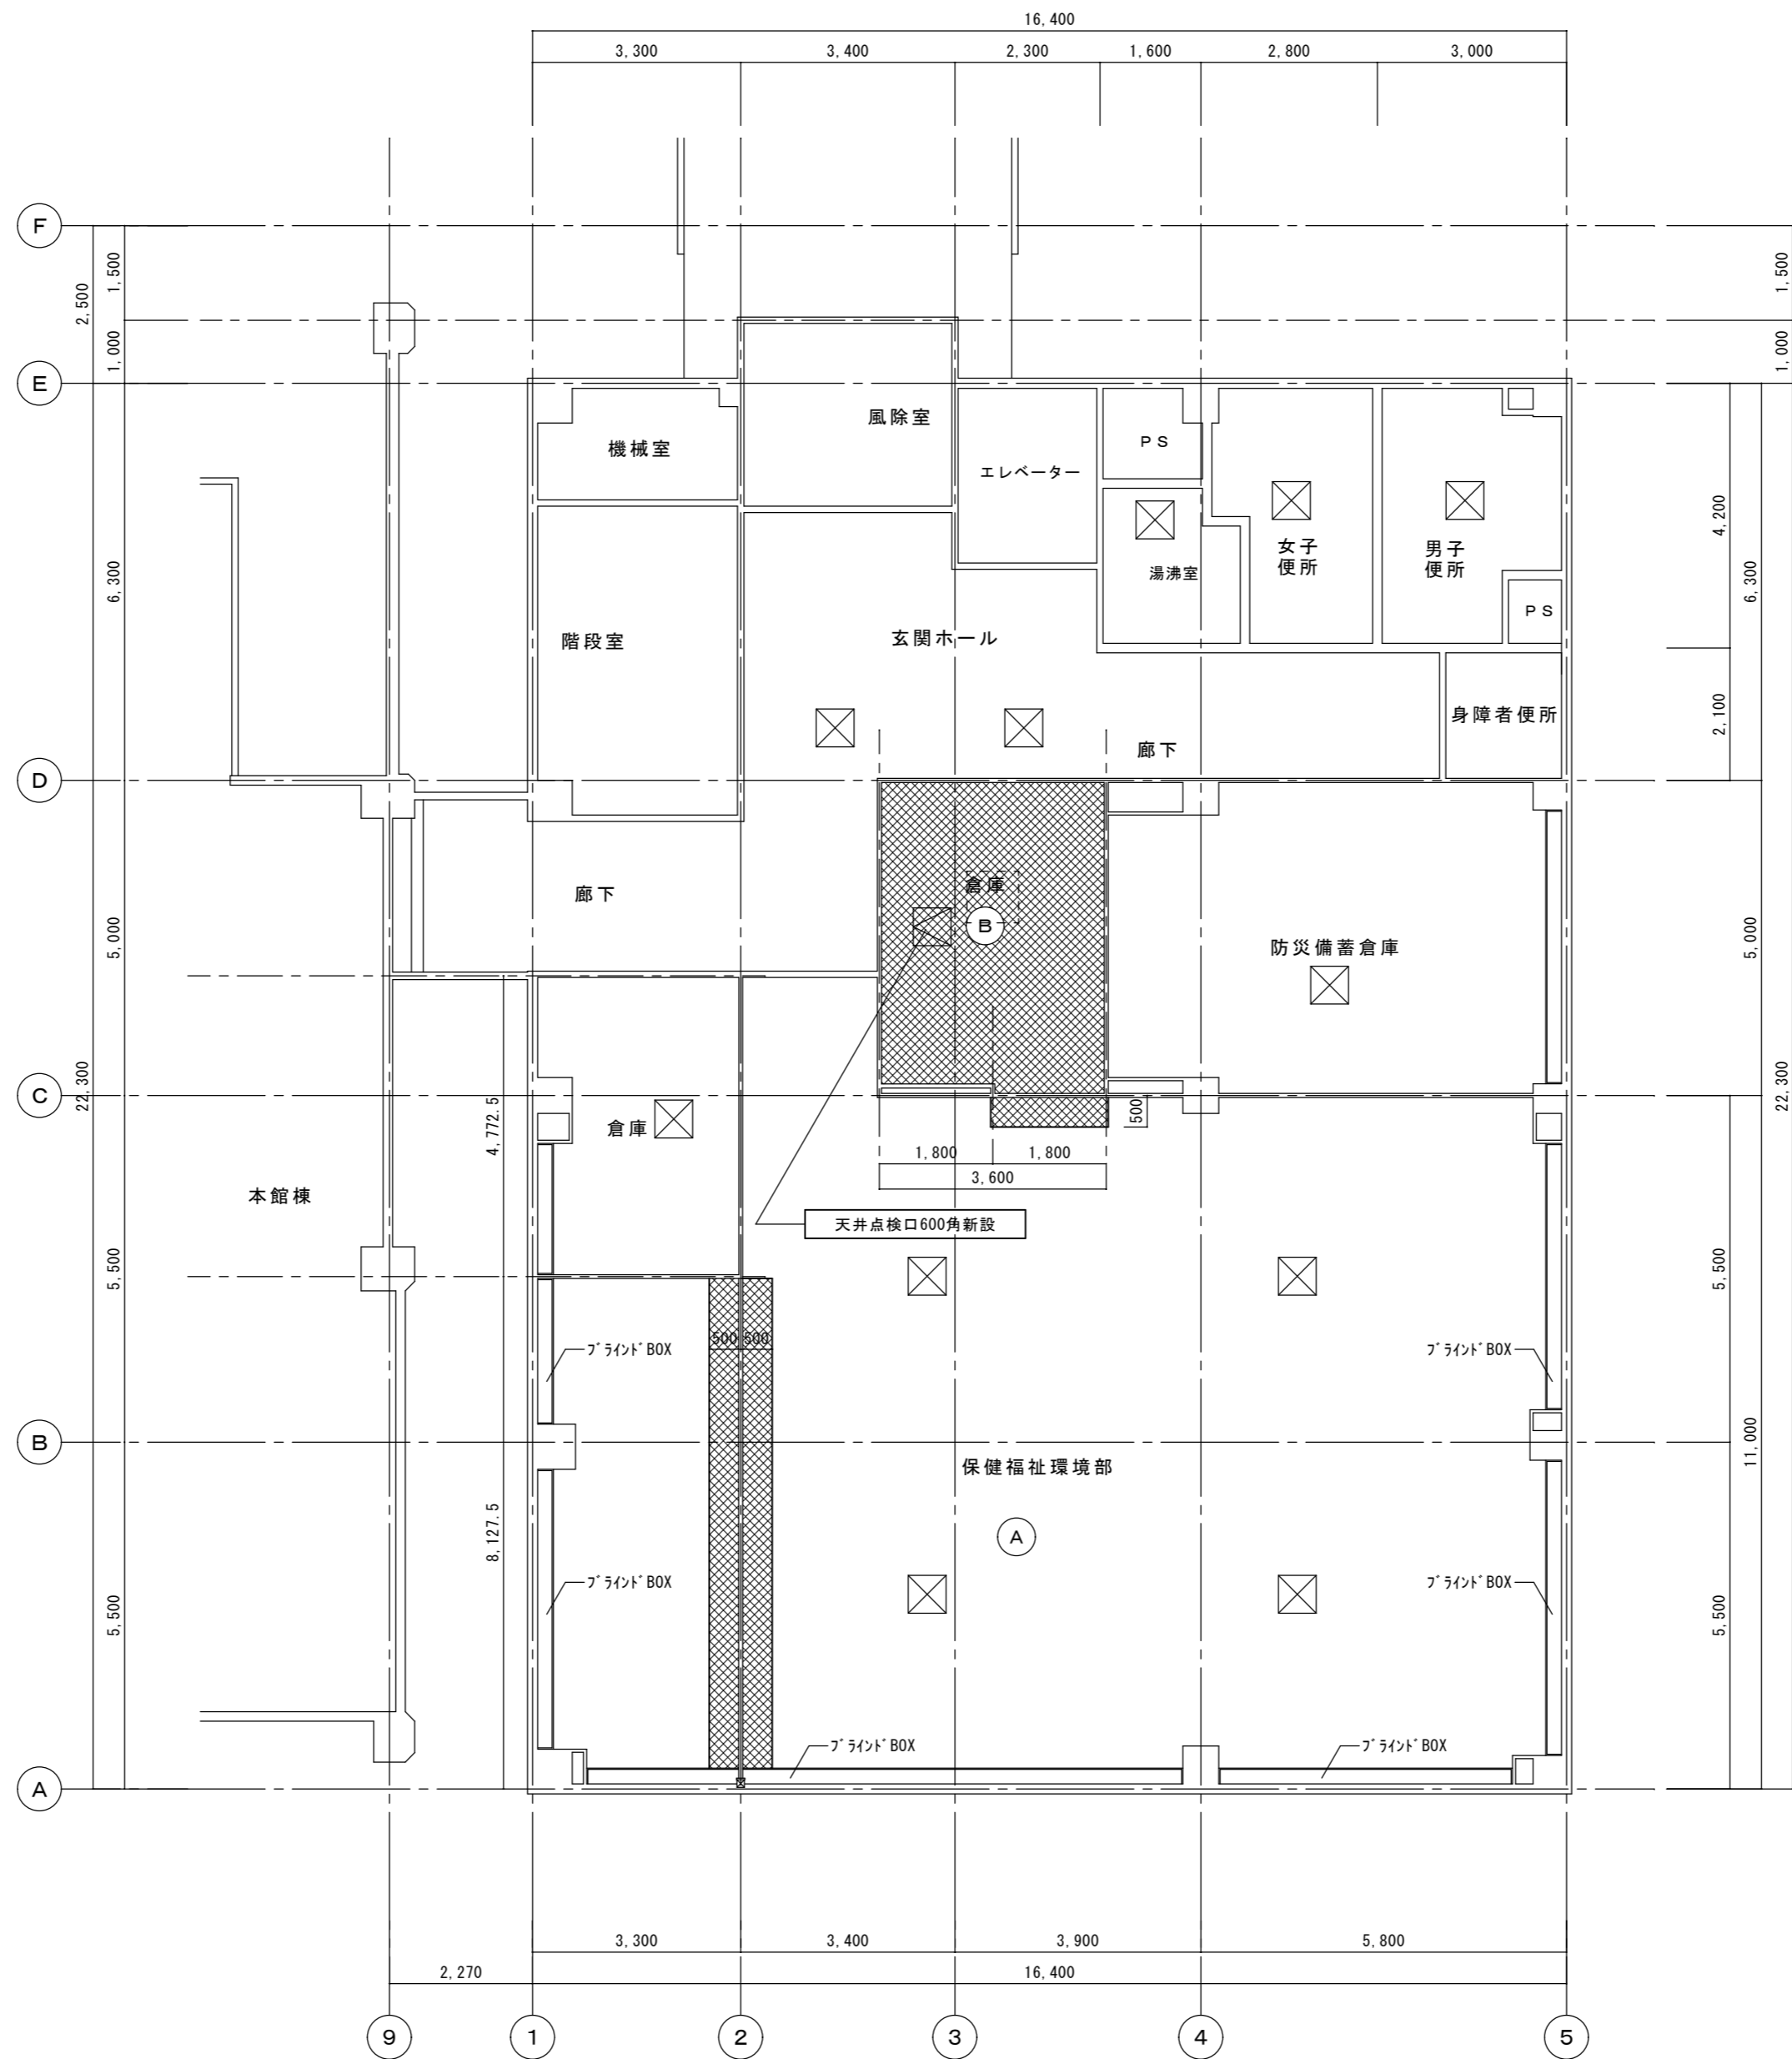 16,400
3,300
3,400
2,300
1,600
2,800
3,000
F
1,500
2,500
1,000
1,500
1,000
E
風除室
機械室
エレベーター
PS
4,200
女子
便所
男子
便所
湯沸室
6,300
6,300
PS
階段室
玄関ホール
身障者便所
2,100
廊下
D
廊下
倉庫
B
5,000
防災備蓄倉庫
5,000
C
22,300
22,300
500
4,772.5
倉庫
1,800
1,800
3,600
本館棟
天井点検口600角新設
5,500
5,500
500
500
ブラインドBOX
ブラインドBOX
B
11,000
保健福祉環境部
8,127.5
A
ブラインドBOX
ブラインドBOX
5,500
5,500
ブラインドBOX
ブラインドBOX
A
3,300
3,400
3,900
5,800
2,270
16,400
9
1
2
3
4
5